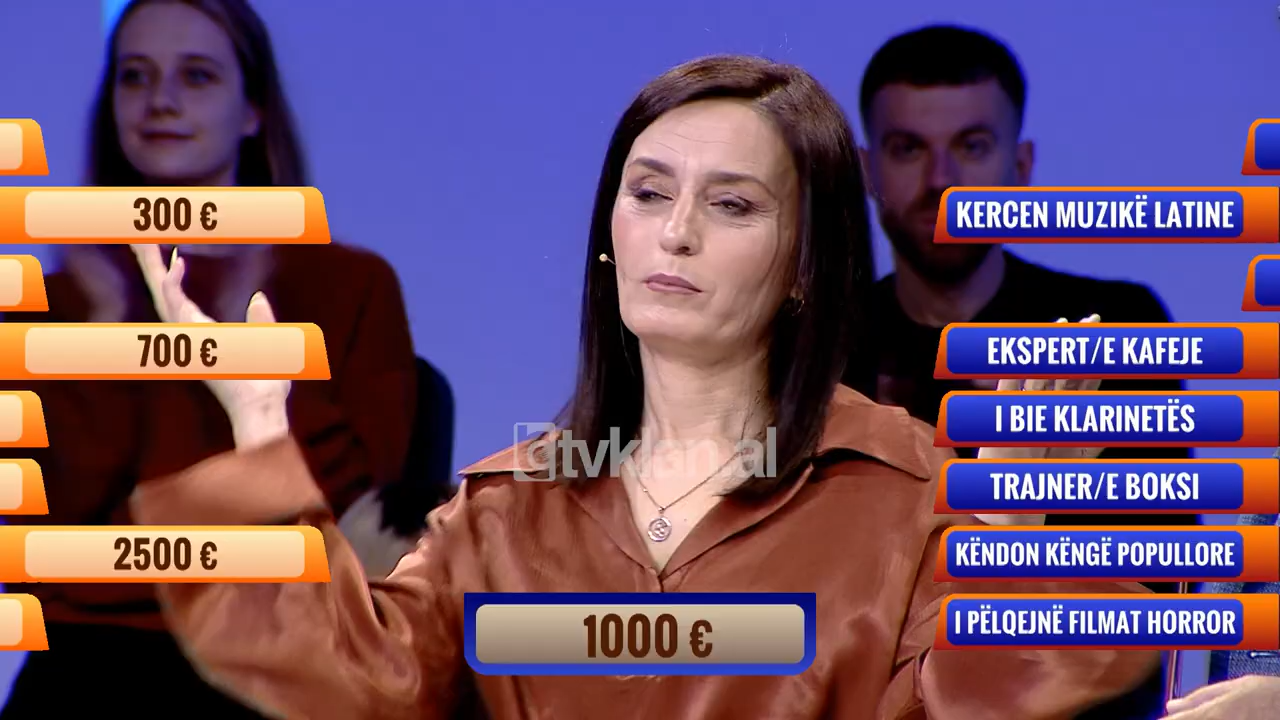 300 €
KERCEN MUZIKË LATINE
700 €
EKSPERT/E KAFEJE
I BIE KLARINETËS
tvklan.al
TRAJNER/E BOKSI
2500 €
KËNDON KËNGË POPULLORE
1000 €
I PËLQEJNË FILMAT HORROR